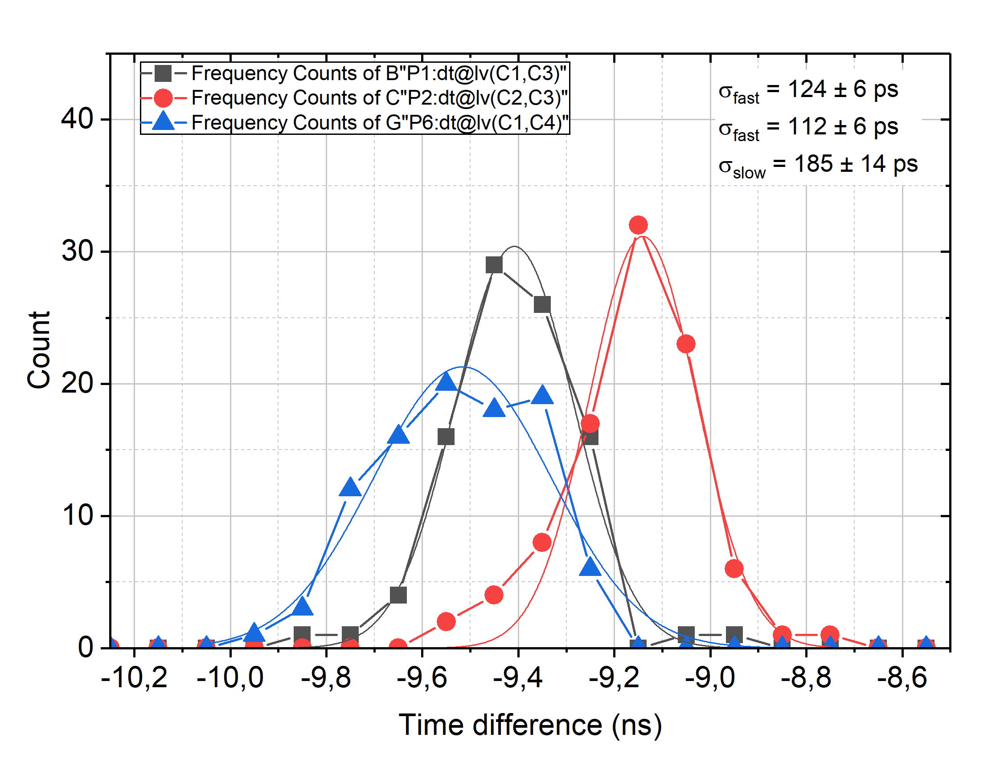 Frequency Counts of B"P1:dt@lv(C1,C3)"
Frequency Counts of C"P2:dt@lv(C2,C3)"
Frequency Counts of G"P6:dt@lv(C1,C4)"
σfast = 124 ± 6 ps
σfast = 112 ± 6 ps
σslow = 185 ± 14 ps
40
30
20
10
0
Count
-10,2 -10,0 -9,8 -9,6 -9,4 -9,2 -9,0 -8,8 -8,6
Time difference (ns)